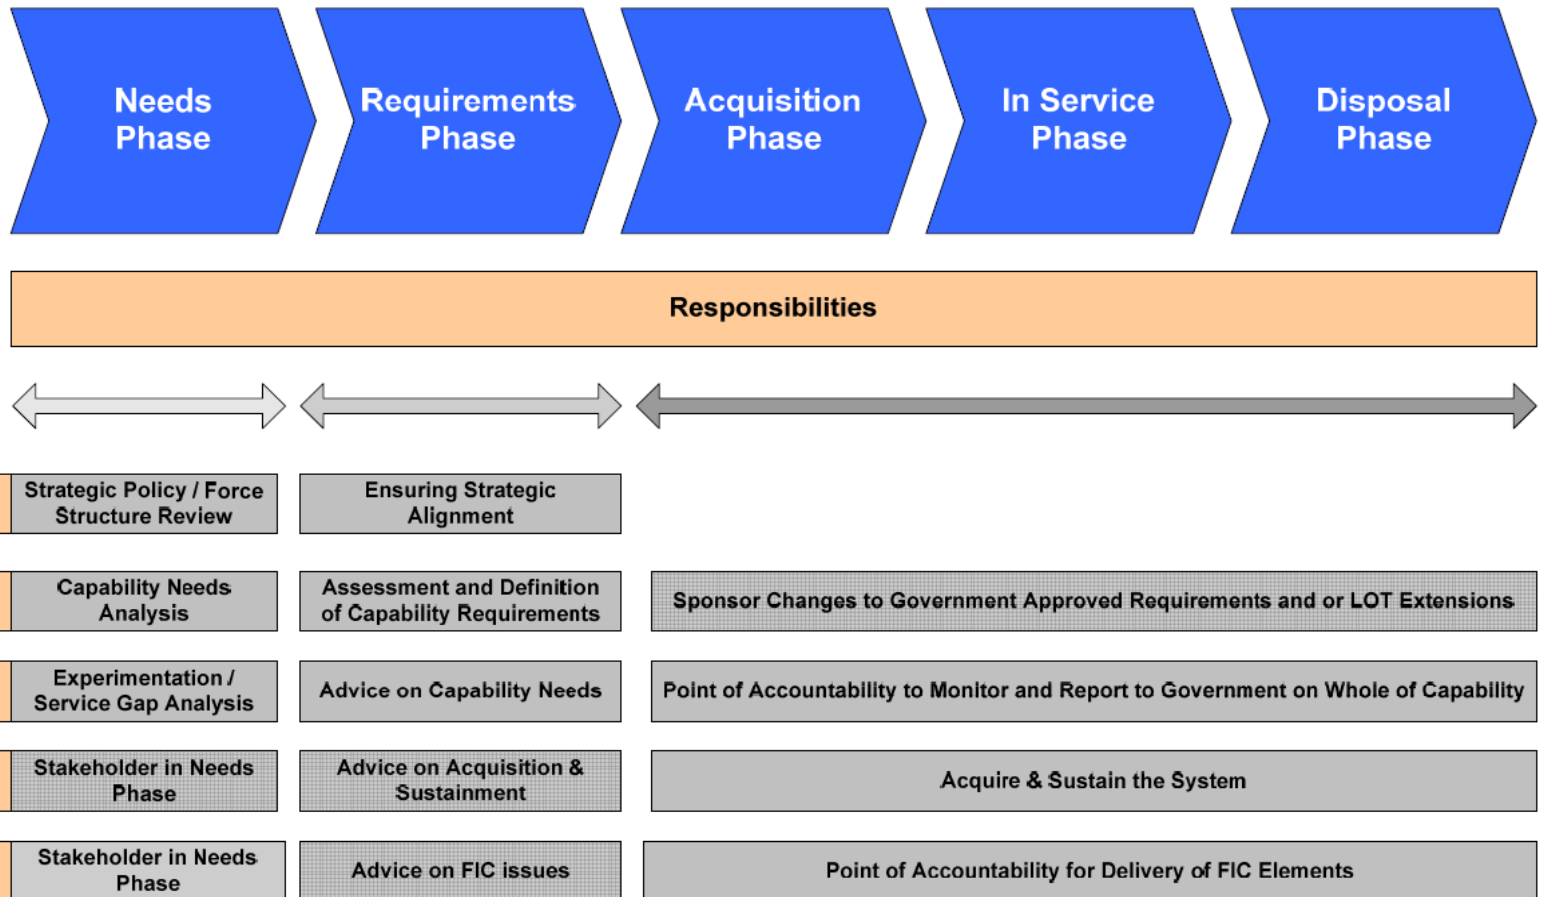 Needs
Phase
Requirements
Phase
Acquisition
Phase
In Service
Phase
Disposal
Phase
Responsibilities
Strategic Policy / Force
Structure Review
Ensuring Strategic
Alignment
Capability Needs
Analysis
Assessment and Definition
of Capability Requirements
Sponsor Changes to Government Approved Requirements and or LOT Extensions
Experimentation /
Service Gap Analysis
Advice on Capability Needs
Point of Accountability to Monitor and Report to Government on Whole of Capability
Stakeholder in Needs
Phase
Advice on Acquisition &
Sustainment
Acquire & Sustain the System
Stakeholder in Needs
Phase
Advice on FIC issues
Point of Accountability for Delivery of FIC Elements